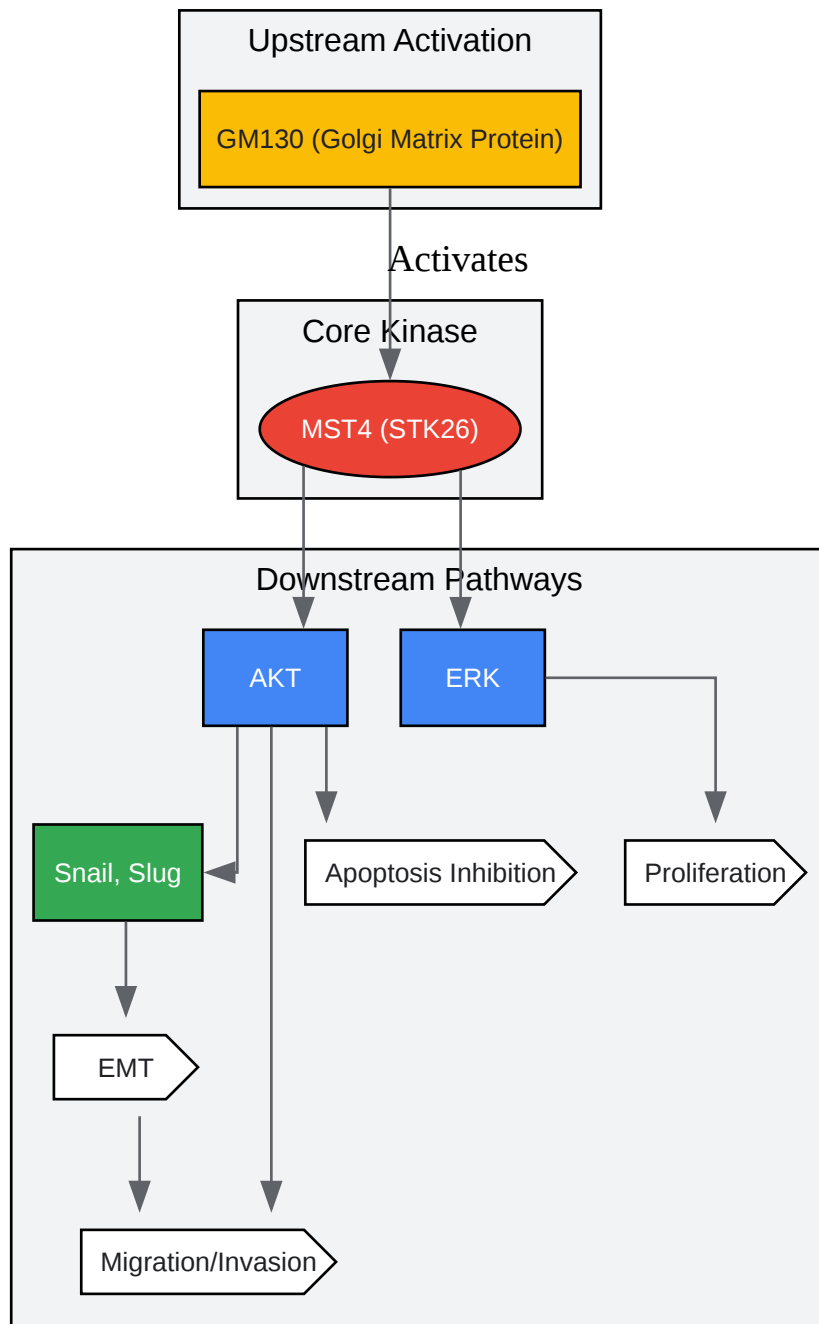 Upstream Activation
GM130 (Golgi Matrix Protein)
Activates
Core Kinase
MST4 (STK26)
Downstream Pathways
AKT
ERK
Snail, Slug
Apoptosis Inhibition
Proliferation
EMT
Migration/Invasion